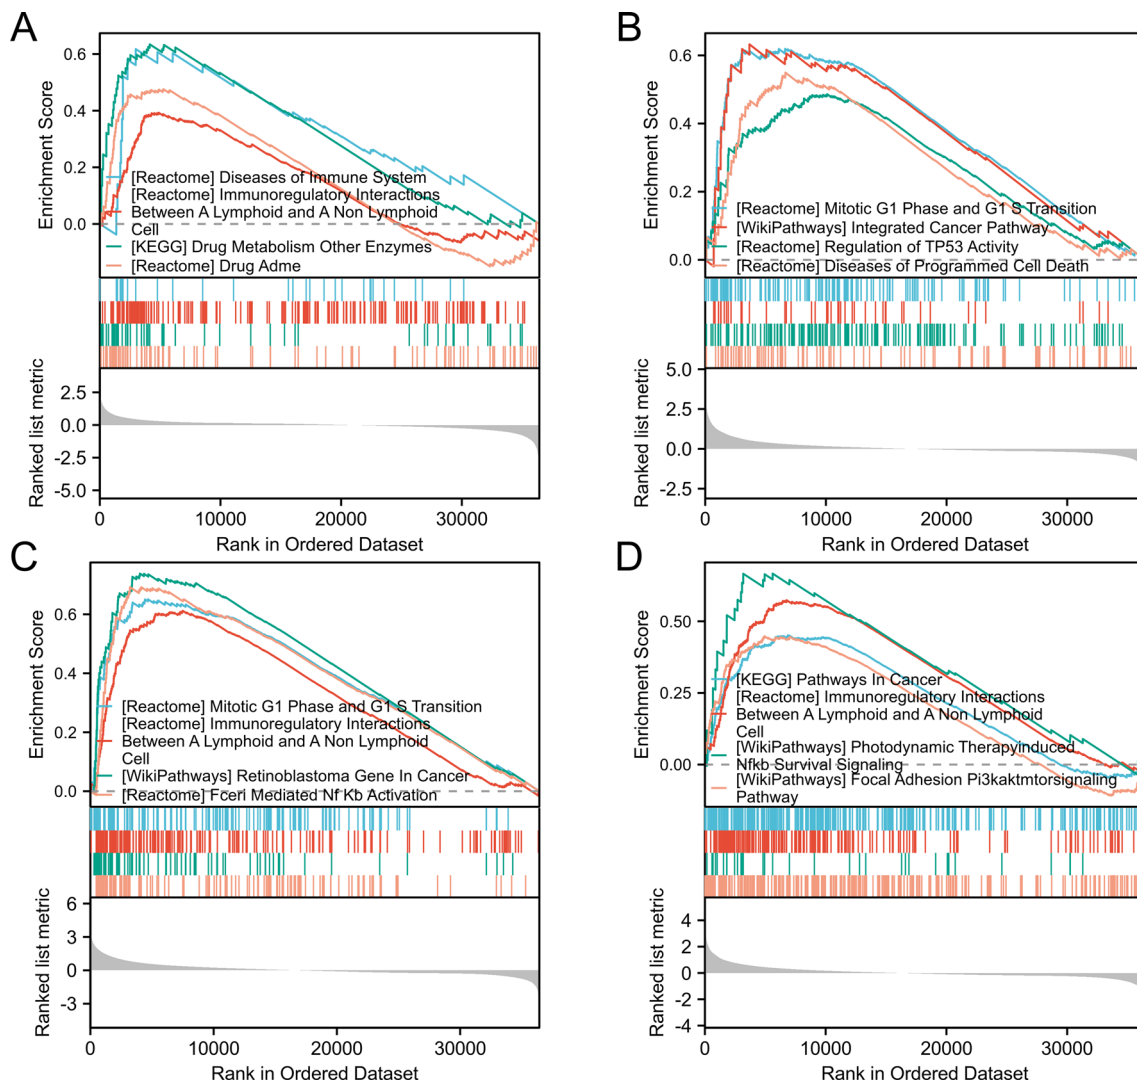 A
Enrichment Score
0.6
0.4
0.2
0.0
[Reactome] Diseases of Immune System
[Reactome] Immunoregulatory Interactions
Between A Lymphoid and A Non Lymphoid
Cell
[KEGG] Drug Metabolism Other Enzymes
[Reactome] Drug Adme
Ranked list metric
2.5
0.0
-2.5
-5.0
0 10000 20000 30000
Rank in Ordered Dataset
B
Enrichment Score
0.6
0.4
0.2
0.0
[Reactome] Mitotic G1 Phase and G1 S Transition
[WikiPathways] Integrated Cancer Pathway
[Reactome] Regulation of TP53 Activity
[Reactome] Diseases of Programmed Cell Death
Ranked list metric
5.0
2.5
0.0
-2.5
0 10000 20000 30000
Rank in Ordered Dataset
C
Enrichment Score
0.6
0.4
0.2
0.0
[Reactome] Mitotic G1 Phase and G1 S Transition
[Reactome] Immunoregulatory Interactions
Between A Lymphoid and A Non Lymphoid
Cell
[WikiPathways] Retinoblastoma Gene In Cancer
[Reactome] Fceri Mediated Nf Kb Activation
Ranked list metric
6
3
0
-3
0 10000 20000 30000
Rank in Ordered Dataset
D
Enrichment Score
0.50
0.25
0.00
[KEGG] Pathways In Cancer
[Reactome] Immunoregulatory Interactions
Between A Lymphoid and A Non Lymphoid
Cell
[WikiPathways] Photodynamic Therapyinduced
Nfkb Survival Signaling
[WikiPathways] Focal Adhesion Pi3kaktmtorsignaling
Pathway
Ranked list metric
4
2
0
-2
-4
0 10000 20000 30000
Rank in Ordered Dataset